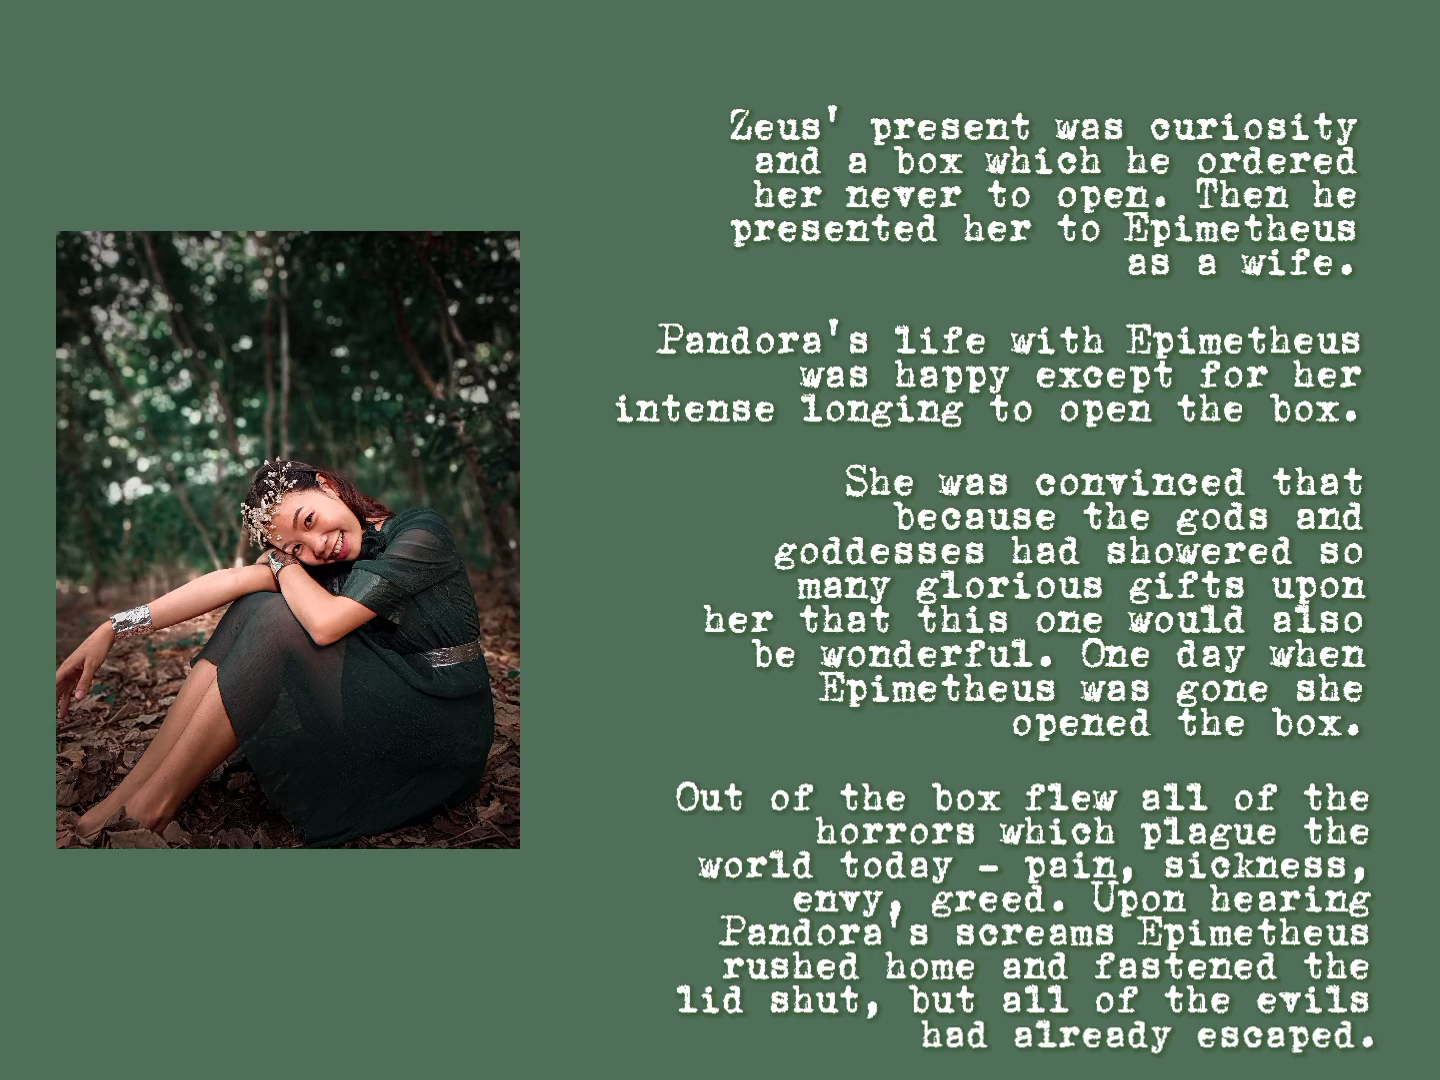 Zeus' present was curiosity
and a box which he ordered
her never to open. Then he
presented her to Epimetheus
as a wife.
Pandora's life with Epimetheus
was happy except for her
intense longing to open the box.
She was convinced that
because the gods and
goddesses had showered so
many glorious gifts upon
her that this one would also
be wonderful. One day when
Epimetheus was gone she
opened the box.
Out of the box flew all of the
horrors which plague the
world today - pain, sickness,
envy, greed. Upon hearing
Pandora's screams Epimetheus
rushed home and fastened the
lid shut, but all of the evils
had already escaped.